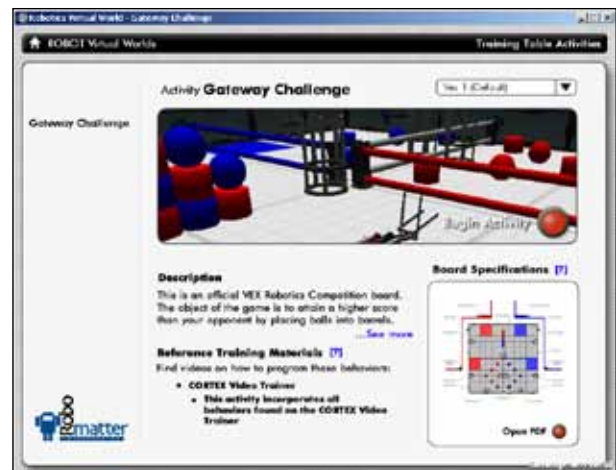 Robotics Virtual World - Gateway Challenge
ROBOT Virtual Worlds
Training Table Activities
Activity Gateway Challenge
Gateway Challenge
Begin Activity
Description
This is an official VEX Robotics Competition board.
The object of the game is to attain a higher score
than your opponent by placing balls into barrels.
...See more
Reference Training Materials [?]
Find videos on how to program these behaviors:
• CORTEX Video Trainer
• This activity incorporates all
behaviors found on the CORTEX Video
Trainer
Board Specifications [?]
Open PDF
Robo
matter